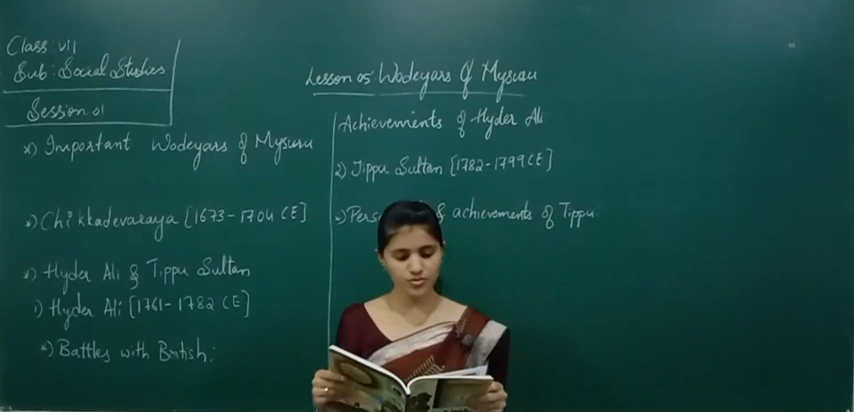 Class: VII
Sub: Social Studies
Session: 01
Lesson 05 Wodeyars Of Mysuru
*) Important Wodeyars of Mysuru
*) Chikkadevaraya [1673-1704 CE]
*) Hyder Ali & Tippu Sultan
1) Hyder Ali [1761-1782 CE]
*) Battles with British:
Achievements of Hyder Ali
2) Tippu Sultan [1782-1799 CE]
& achievements of Tippu.